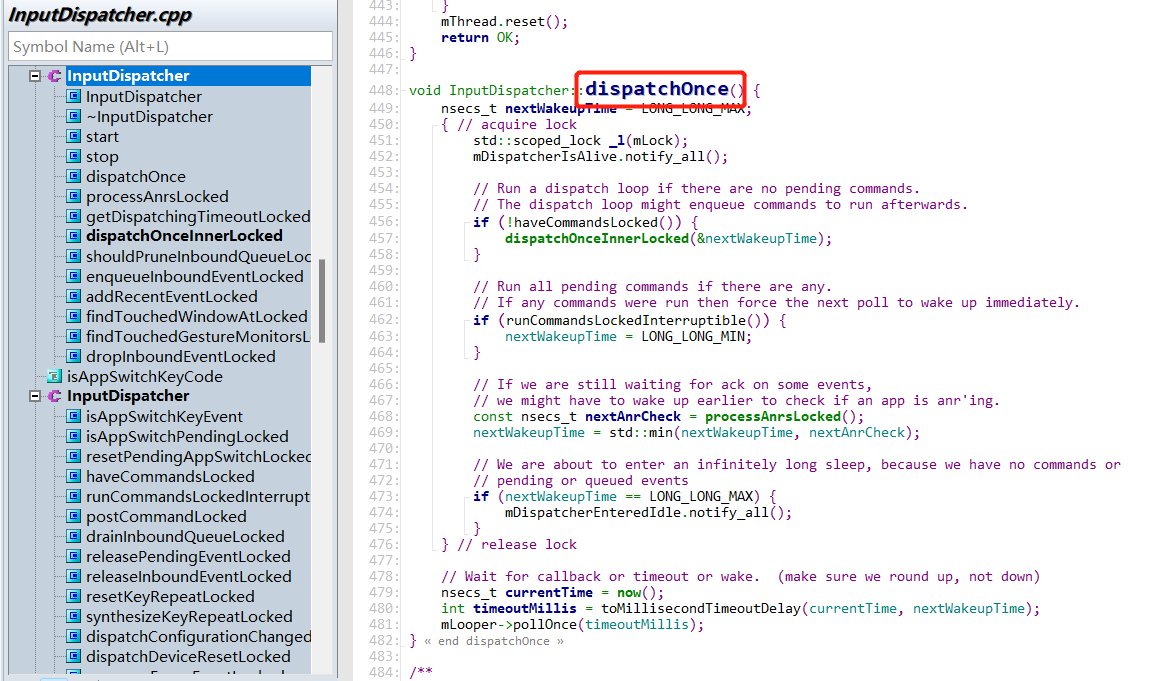 InputDispatcher.cpp
Symbol Name (Alt+L)
InputDispatcher
InputDispatcher
~InputDispatcher
start
stop
dispatchOnce
processAnrsLocked
getDispatchingTimeoutLocked
dispatchOnceInnerLocked
shouldPruneInboundQueueLoc
enqueueInboundEventLocked
addRecentEventLocked
findTouchedWindowAtLocked
findTouchedGestureMonitorsL
dropInboundEventLocked
isAppSwitchKeyCode
InputDispatcher
isAppSwitchKeyEvent
isAppSwitchPendingLocked
resetPendingAppSwitchLocked
haveCommandsLocked
runCommandsLockedInterrupt
postCommandLocked
drainInboundQueueLocked
releasePendingEventLocked
releaseInboundEventLocked
resetKeyRepeatLocked
synthesizeKeyRepeatLocked
dispatchConfigurationChanged
dispatchDeviceResetLocked
443: }
444: mThread.reset();
445: return OK;
446: }
447:
448: void InputDispatcher::dispatchOnce() {
449: nsecs_t nextWakeupTime = LONG_LONG_MAX;
450: { // acquire lock
451: std::scoped_lock _l(mLock);
452: mDispatcherIsAlive.notify_all();
453:
454: // Run a dispatch loop if there are no pending commands.
455: // The dispatch loop might enqueue commands to run afterwards.
456: if (!haveCommandsLocked()) {
457: dispatchOnceInnerLocked(&nextWakeupTime);
458: }
459:
460: // Run all pending commands if there are any.
461: // If any commands were run then force the next poll to wake up immediately.
462: if (runCommandsLockedInterruptible()) {
463: nextWakeupTime = LONG_LONG_MIN;
464: }
465:
466: // If we are still waiting for ack on some events,
467: // we might have to wake up earlier to check if an app is anr'ing.
468: const nsecs_t nextAnrCheck = processAnrsLocked();
469: nextWakeupTime = std::min(nextWakeupTime, nextAnrCheck);
470:
471: // We are about to enter an infinitely long sleep, because we have no commands or
472: // pending or queued events
473: if (nextWakeupTime == LONG_LONG_MAX) {
474: mDispatcherEnteredIdle.notify_all();
475: }
476: } // release lock
477:
478: // Wait for callback or timeout or wake.  (make sure we round up, not down)
479: nsecs_t currentTime = now();
480: int timeoutMillis = toMillisecondTimeoutDelay(currentTime, nextWakeupTime);
481: mLooper->pollOnce(timeoutMillis);
482: } « end dispatchOnce »
483:
484: /**